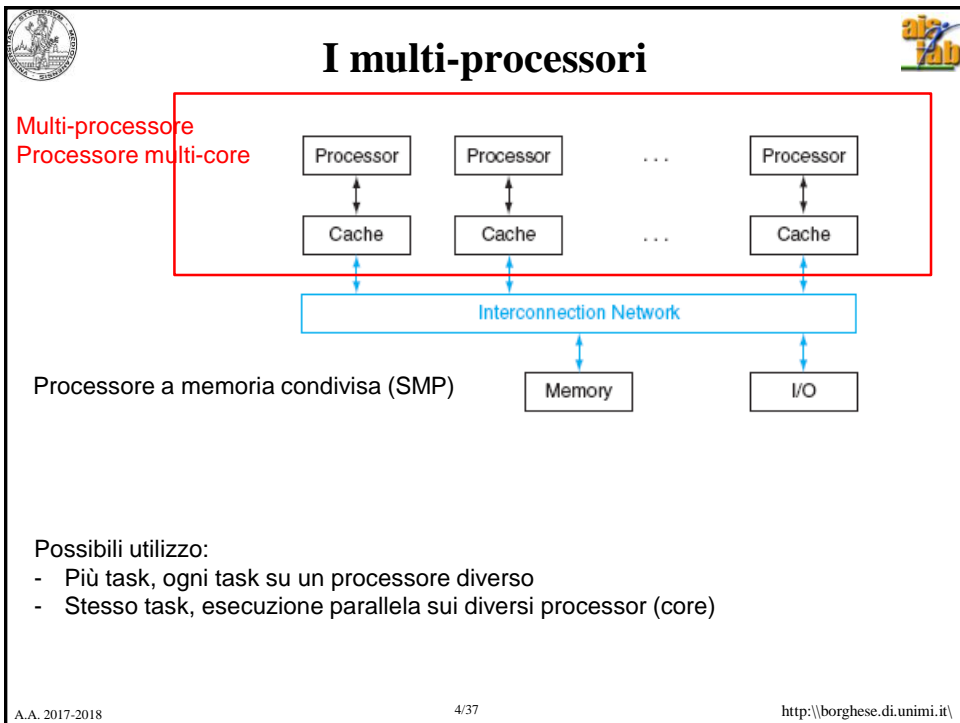 I multi-processori
Multi-processore
Processore multi-core
Processor Processor . . . Processor
Cache Cache . . . Cache
Interconnection Network
Processore a memoria condivisa (SMP)
Memory I/O
Possibili utilizzo:
- Più task, ogni task su un processore diverso
- Stesso task, esecuzione parallela sui diversi processor (core)
A.A. 2017-2018 4/37 http:\\borghese.di.unimi.it\